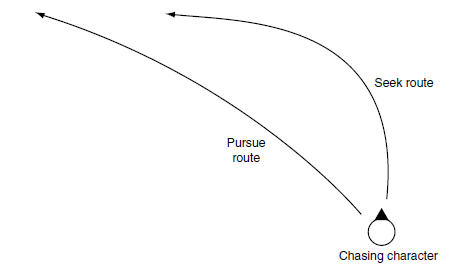 Seek route
Pursue
route
Chasing character